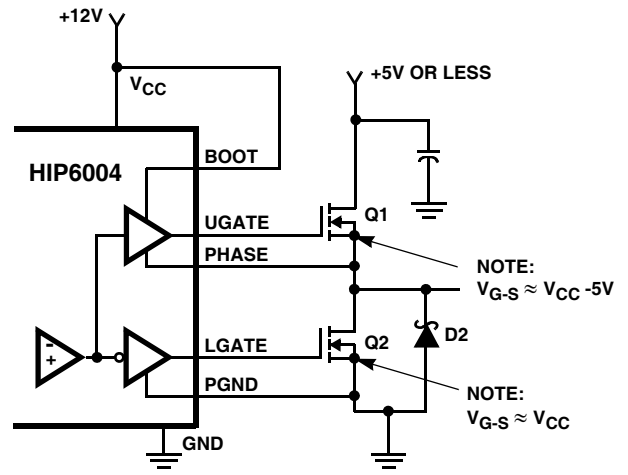 +12V
VCC
+5V OR LESS
BOOT
HIP6004
UGATE
Q1
PHASE
NOTE:
VG-S ≈ VCC -5V
- +
LGATE
Q2
D2
PGND
NOTE:
VG-S ≈ VCC
GND